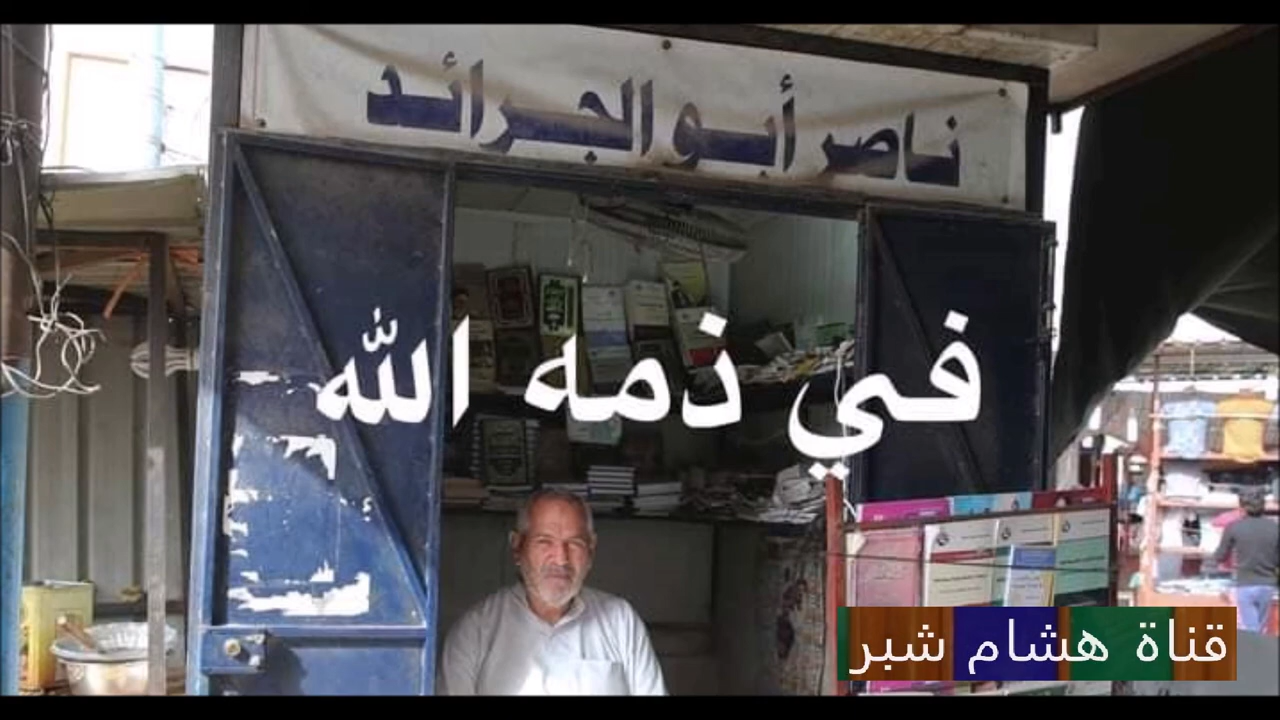 ناصر أبو الجرائد
في ذمه الله
قناة هشام شبر